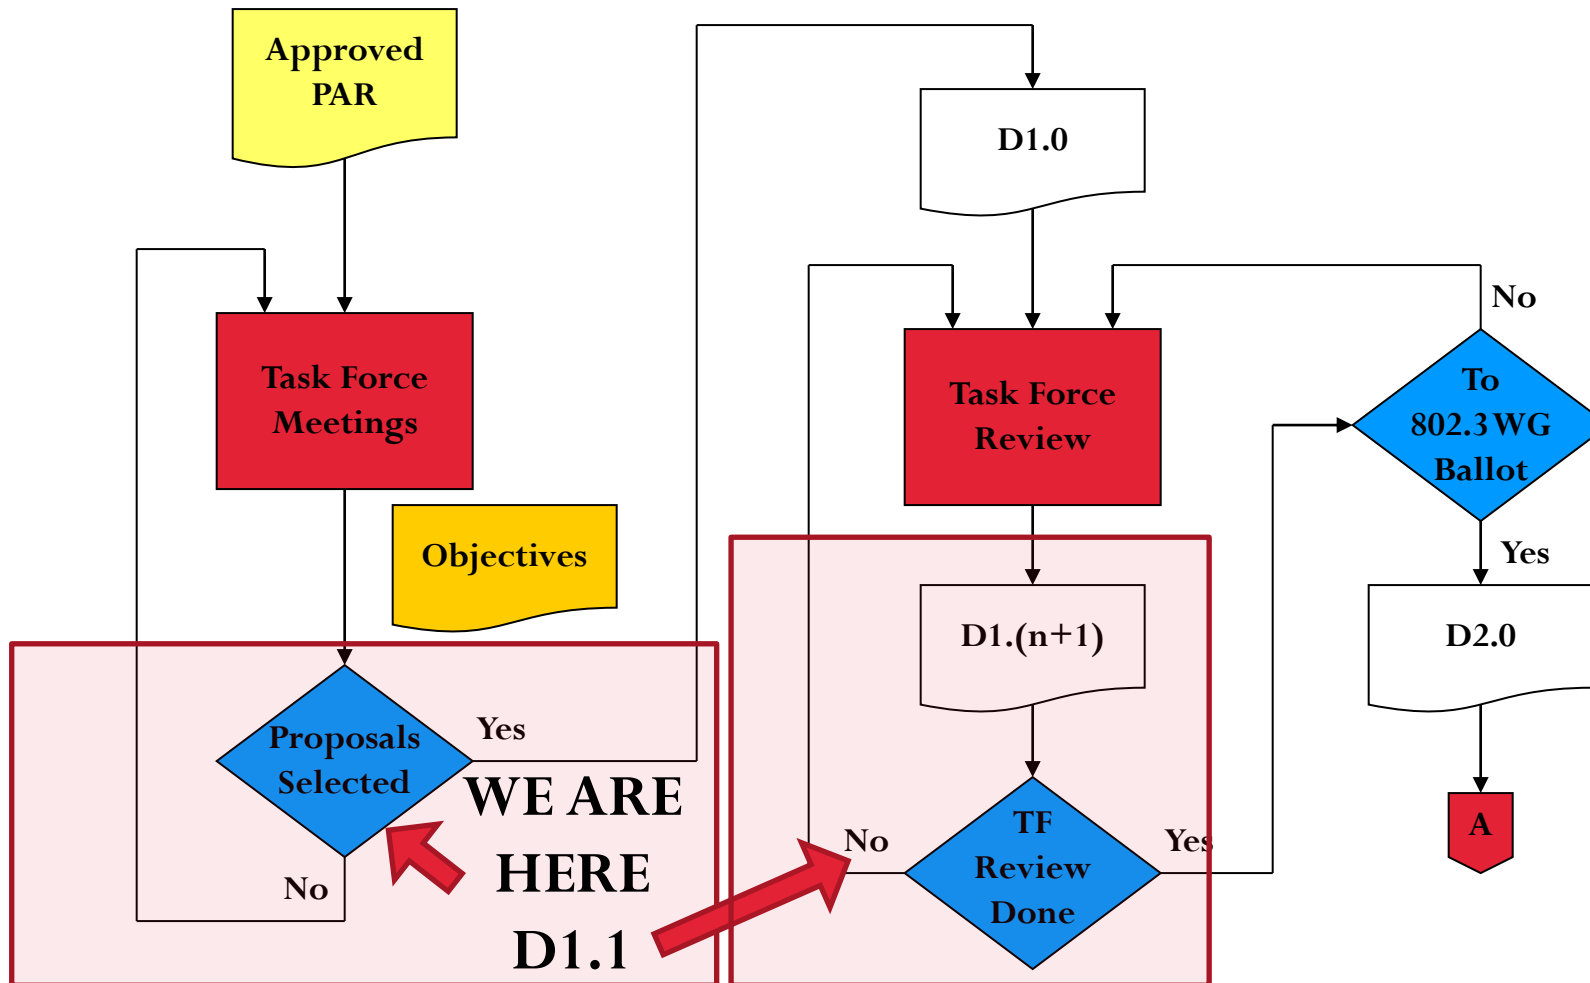 Approved
PAR
Task Force
Meetings
Objectives
Proposals
Selected
Yes
No
WE ARE
HERE
D1.1
D1.0
Task Force
Review
D1.(n+1)
TF
Review
Done
No
Yes
To
802.3 WG
Ballot
No
Yes
D2.0
A